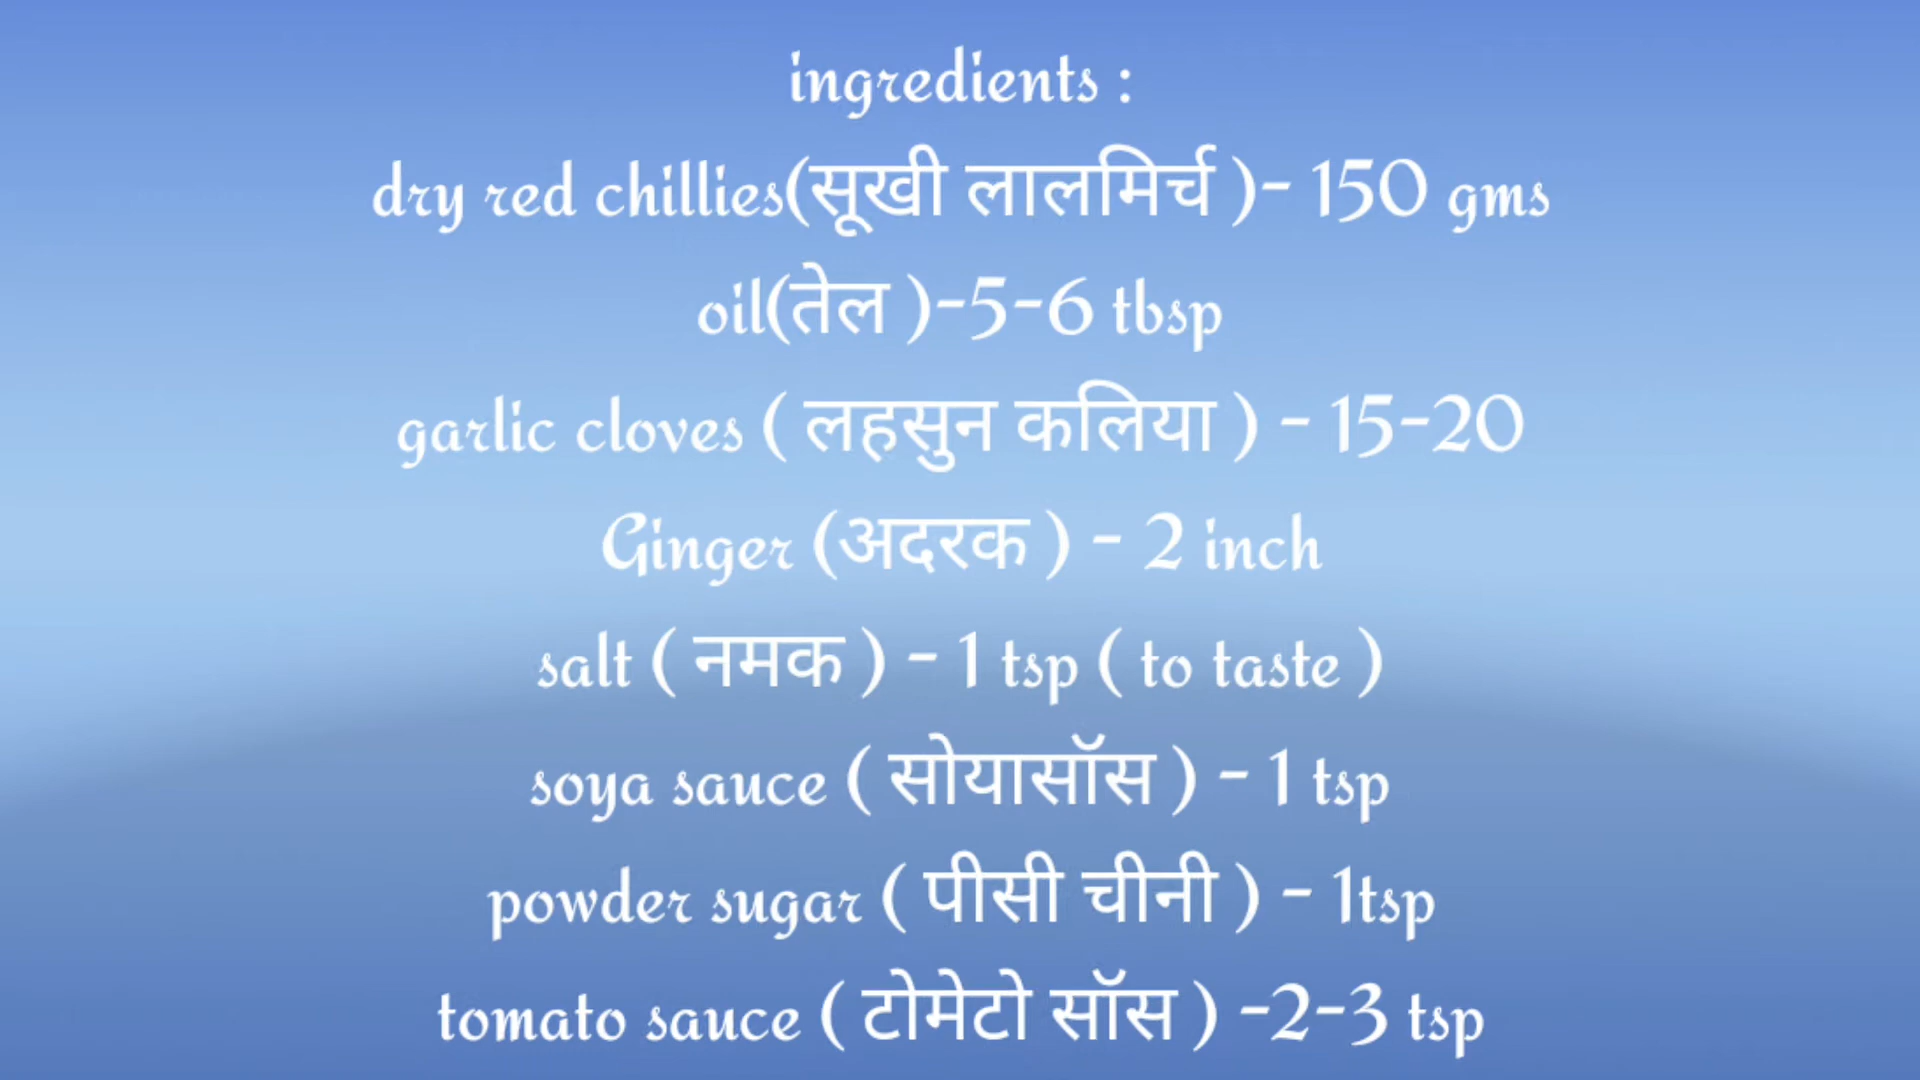 ingredients :
dry red chillies(सूखी लालमिर्च )- 150 gms
oil(तेल )-5-6 tbsp
garlic cloves ( लहसुन कलिया ) - 15-20
Ginger (अदरक ) - 2 inch
salt ( नमक ) - 1 tsp ( to taste )
soya sauce ( सोयासॉस ) - 1 tsp
powder sugar ( पीसी चीनी ) - 1tsp
tomato sauce ( टोमेटो सॉस ) -2-3 tsp